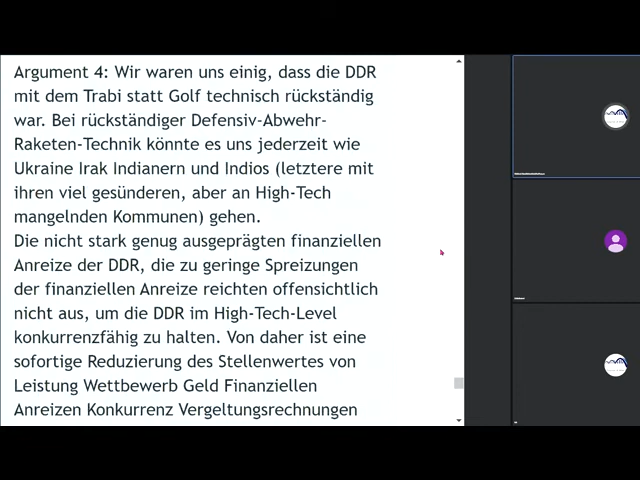 Argument 4: Wir waren uns einig, dass die DDR
mit dem Trabi statt Golf technisch rückständig
war. Bei rückständiger Defensiv-Abwehr-
Raketen-Technik könnte es uns jederzeit wie
Ukraine Irak Indianern und Indios (letztere mit
ihren viel gesünderen, aber an High-Tech
mangelnden Kommunen) gehen.
Die nicht stark genug ausgeprägten finanziellen
Anreize der DDR, die zu geringe Spreizungen
der finanziellen Anreize reichten offensichtlich
nicht aus, um die DDR im High-Tech-Level
konkurrenzfähig zu halten. Von daher ist eine
sofortige Reduzierung des Stellenwertes von
Leistung Wettbewerb Geld Finanziellen
Anreizen Konkurrenz Vergeltungsrechnungen